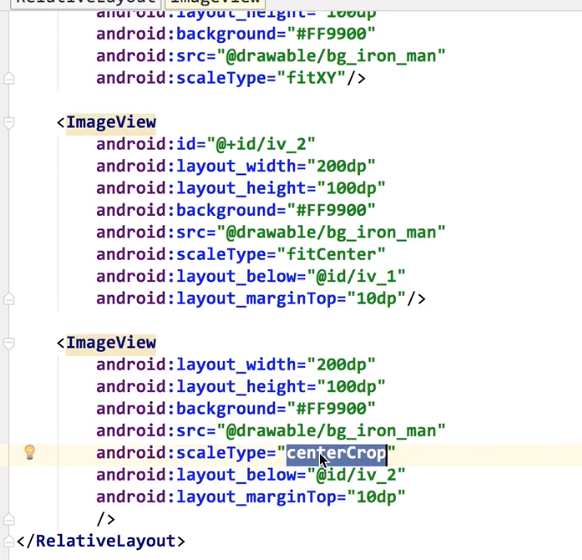 RelativeLayout ImageView
android:layout_height="100dp"
android:background="#FF9900"
android:src="@drawable/bg_iron_man"
android:scaleType="fitXY"/>
<ImageView
android:id="@+id/iv_2"
android:layout_width="200dp"
android:layout_height="100dp"
android:background="#FF9900"
android:src="@drawable/bg_iron_man"
android:scaleType="fitCenter"
android:layout_below="@id/iv_1"
android:layout_marginTop="10dp"/>
<ImageView
android:layout_width="200dp"
android:layout_height="100dp"
android:background="#FF9900"
android:src="@drawable/bg_iron_man"
android:scaleType="centerCrop"
android:layout_below="@id/iv_2"
android:layout_marginTop="10dp"
/>
</RelativeLayout>